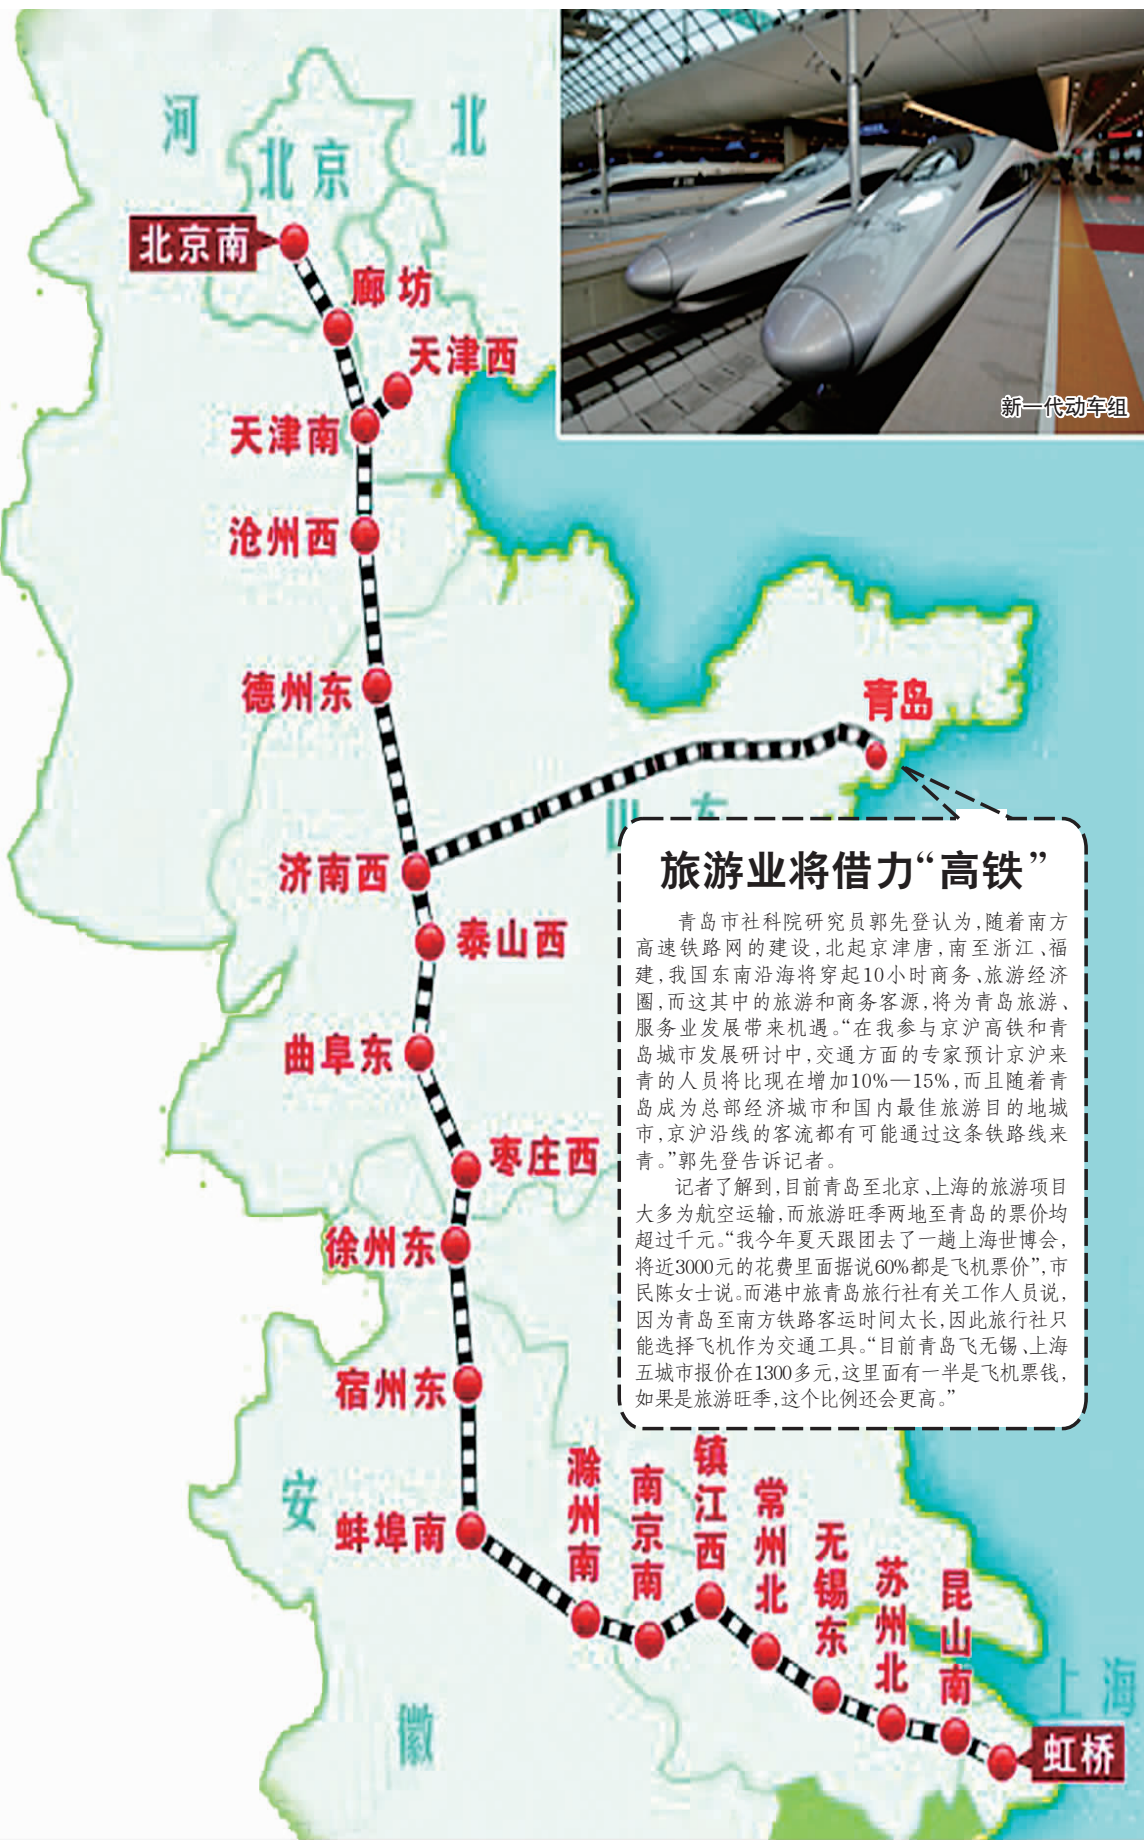 河
北
北京
北京南
廊坊
天津西
天津南
沧州西
德州东
青岛
济南西
泰山西
曲阜东
枣庄西
徐州东
宿州东
蚌埠南
滁州南
南京南
镇江西
常州北
无锡东
苏州北
昆山南
虹桥
山东
安
徽
上海
新一代动车组
旅游业将借力“高铁”
青岛市社科院研究员郭先登认为，随着南方
高速铁路网的建设，北起京津唐，南至浙江、福
建，我国东南沿海将穿起10小时商务、旅游经济
圈，而这其中的旅游和商务客源，将为青岛旅游、
服务业发展带来机遇。“在我参与京沪高铁和青
岛城市发展研讨中，交通方面的专家预计京沪来
青的人员将比现在增加10%—15%，而且随着青
岛成为总部经济城市和国内最佳旅游目的地城
市，京沪沿线的客流都有可能通过这条铁路线来
青。”郭先登告诉记者。
记者了解到，目前青岛至北京、上海的旅游项目
大多为航空运输，而旅游旺季两地至青岛的票价均
超过千元。“我今年夏天跟团去了一趟上海世博会，
将近3000元的花费里面据说60%都是飞机票价”，市
民陈女士说。而港中旅青岛旅行社有关工作人员说，
因为青岛至南方铁路客运时间太长，因此旅行社只
能选择飞机作为交通工具。“目前青岛飞无锡、上海
五城市报价在1300多元，这里面有一半是飞机票钱，
如果是旅游旺季，这个比例还会更高。”